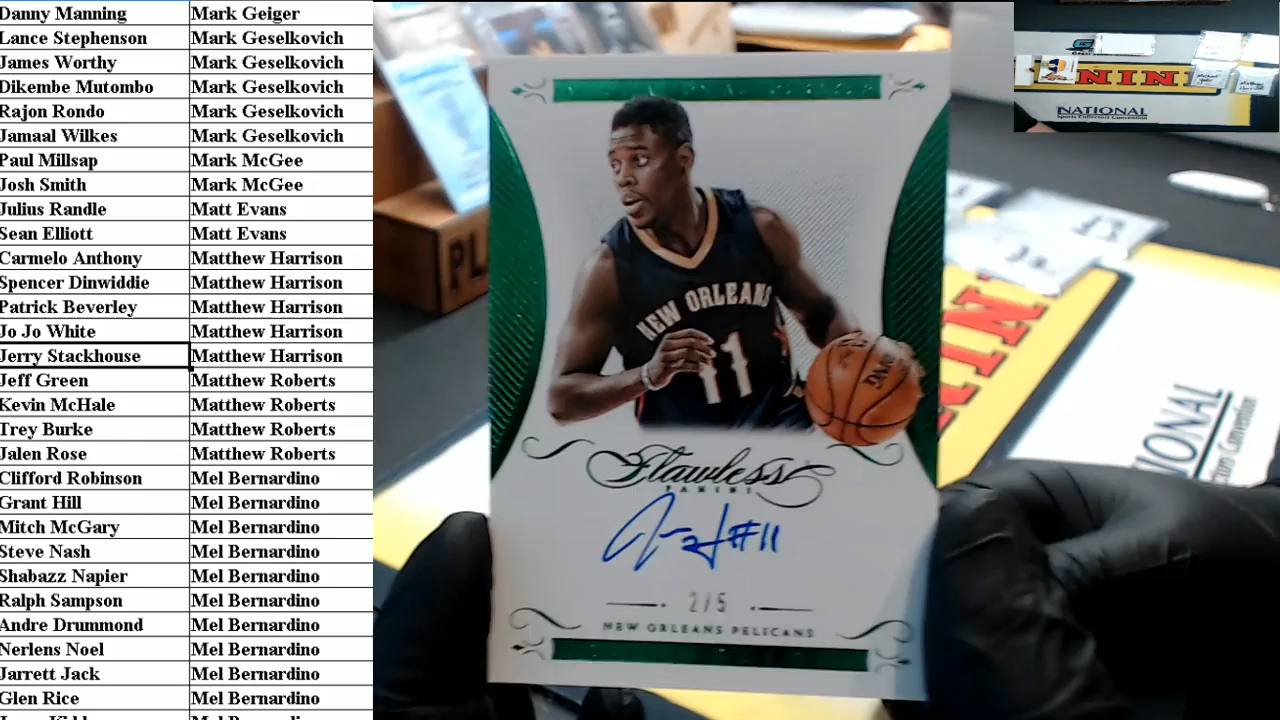 Danny Manning Mark Geiger
Lance Stephenson Mark Geselkovich
James Worthy Mark Geselkovich
Dikembe Mutombo Mark Geselkovich
Rajon Rondo Mark Geselkovich
Jamaal Wilkes Mark Geselkovich
Paul Millsap Mark McGee
Josh Smith Mark McGee
Julius Randle Matt Evans
Sean Elliott Matt Evans
Carmelo Anthony Matthew Harrison
Spencer Dinwiddie Matthew Harrison
Patrick Beverley Matthew Harrison
Jo Jo White Matthew Harrison
Jerry Stackhouse Matthew Harrison
Jeff Green Matthew Roberts
Kevin McHale Matthew Roberts
Trey Burke Matthew Roberts
Jalen Rose Matthew Roberts
Clifford Robinson Mel Bernardino
Grant Hill Mel Bernardino
Mitch McGary Mel Bernardino
Steve Nash Mel Bernardino
Shabazz Napier Mel Bernardino
Ralph Sampson Mel Bernardino
Andre Drummond Mel Bernardino
Nerlens Noel Mel Bernardino
Jarrett Jack Mel Bernardino
Glen Rice Mel Bernardino
NEW ORLEANS
11
Flawless
PANINI
#11
2/5
NEW ORLEANS PELICANS
NATIONAL
Sports Collectors Convention